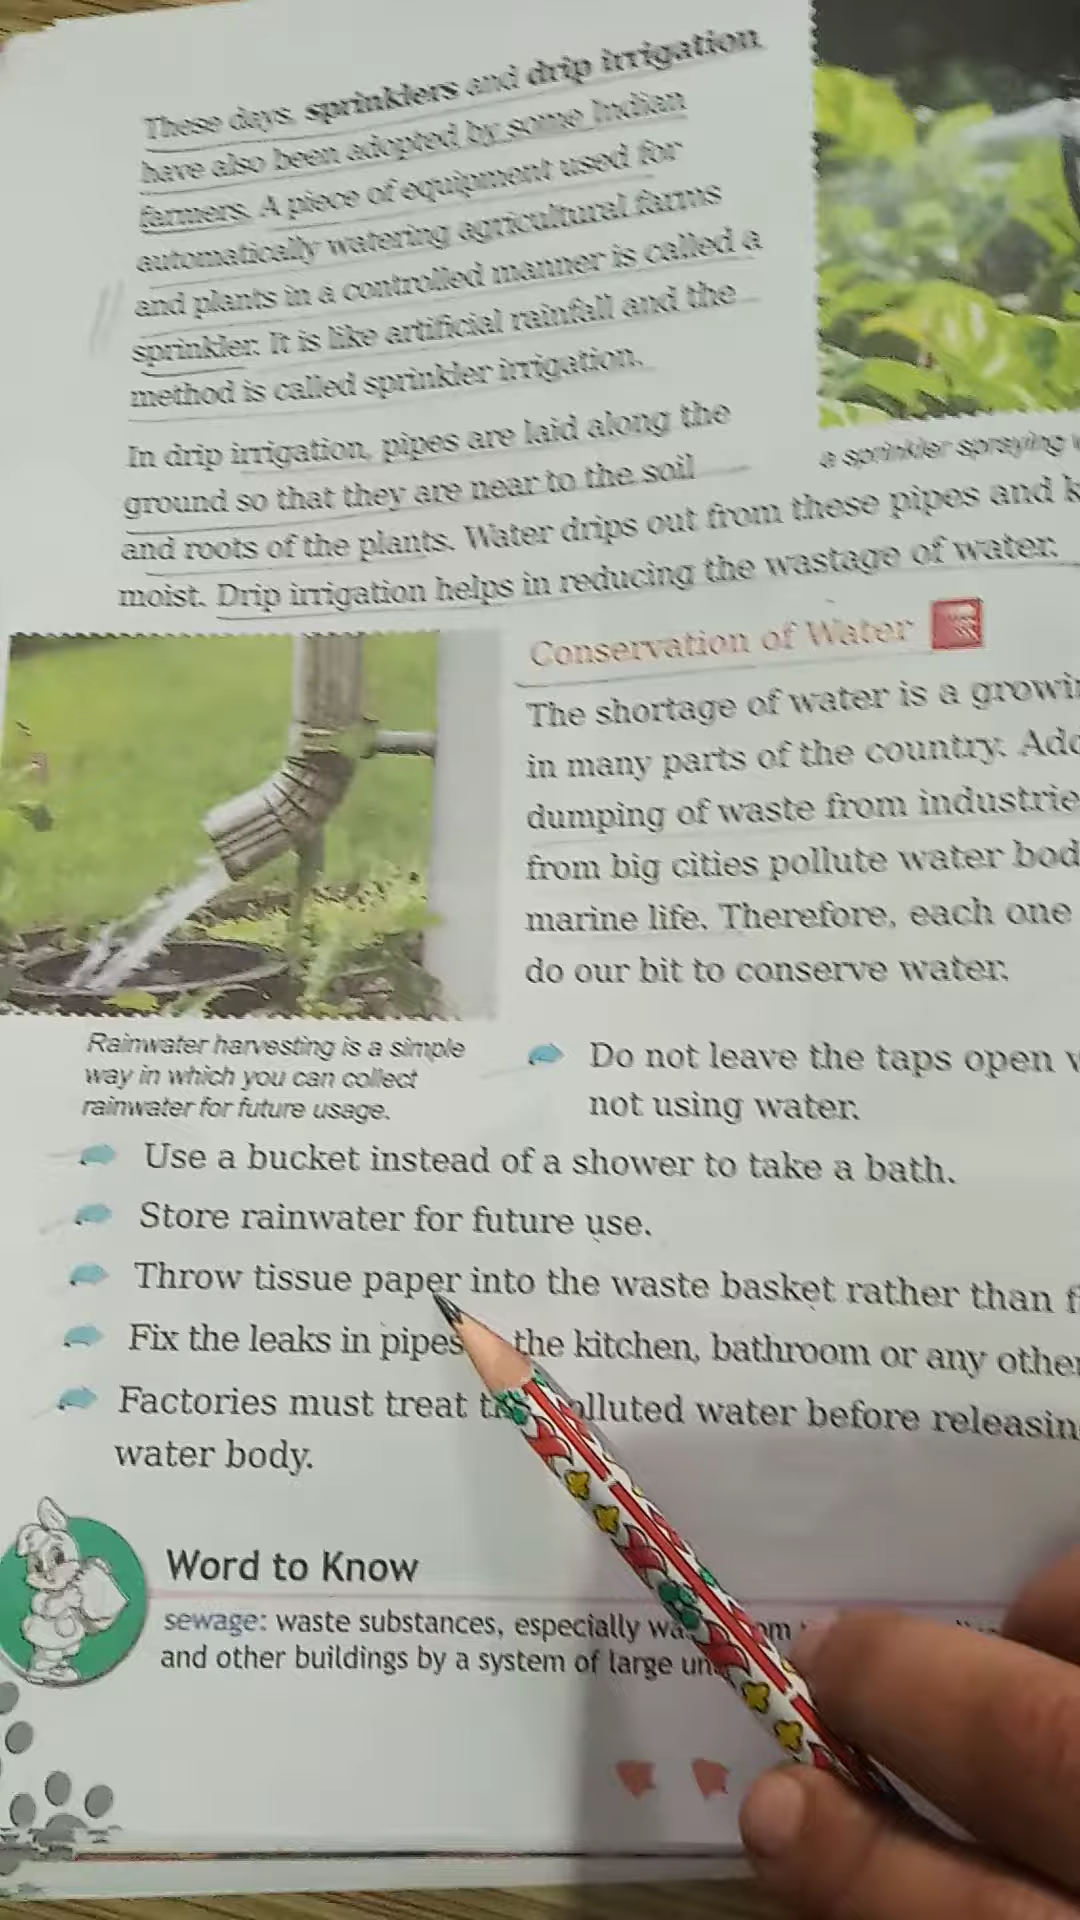 These days, sprinklers and drip irrigation
have also been adopted by some Indian
farmers. A piece of equipment used for
automatically watering agricultural farms
and plants in a controlled manner is called a
sprinkler. It is like artificial rainfall and the
method is called sprinkler irrigation.
In drip irrigation, pipes are laid along the
ground so that they are near to the soil
and roots of the plants. Water drips out from these pipes and k
moist. Drip irrigation helps in reducing the wastage of water.
a sprinkler spraying
Conservation of Water
The shortage of water is a growi
in many parts of the country. Add
dumping of waste from industrie
from big cities pollute water bod
marine life. Therefore, each one
do our bit to conserve water.
Rainwater harvesting is a simple
way in which you can collect
rainwater for future usage.
Do not leave the taps open
not using water.
Use a bucket instead of a shower to take a bath.
Store rainwater for future use.
Throw tissue paper into the waste basket rather than f
Fix the leaks in pipes the kitchen, bathroom or any other
Factories must treat polluted water before releasin
water body.
Word to Know
sewage: waste substances, especially
and other buildings by a system of large